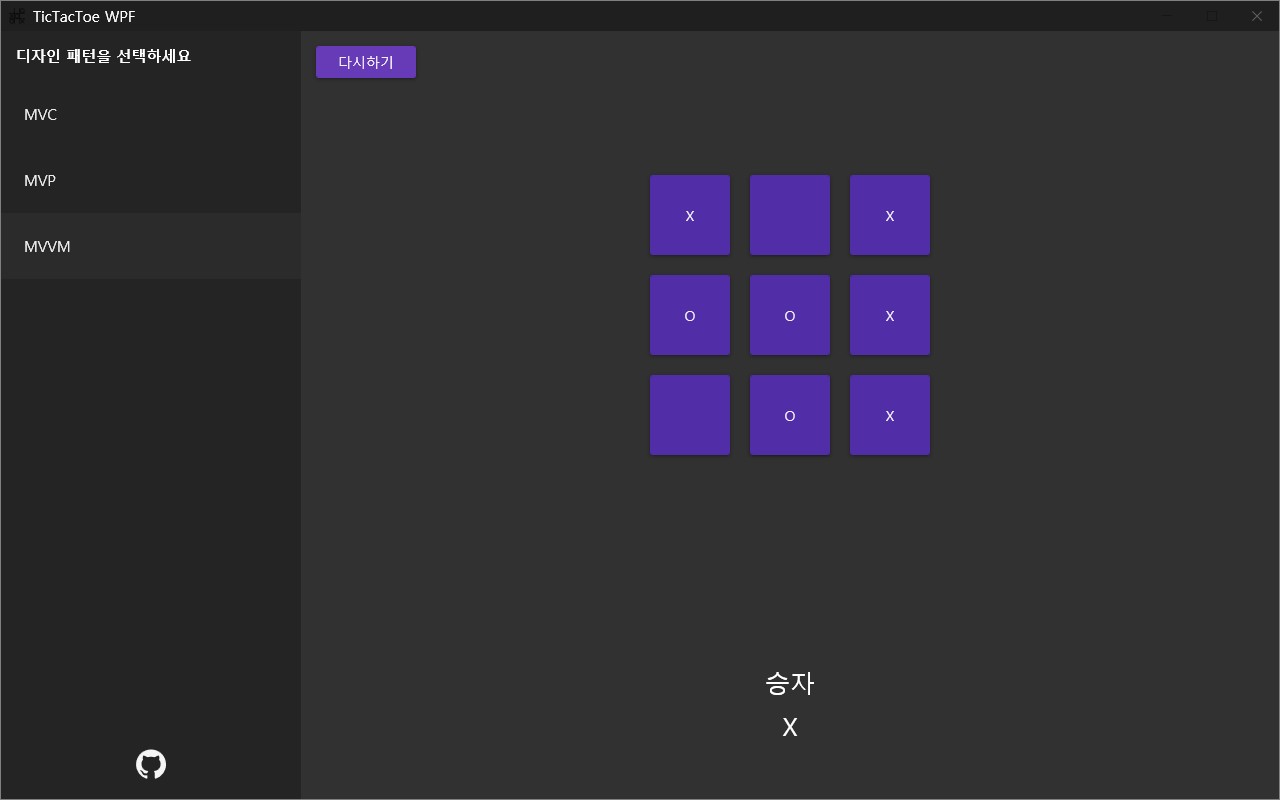 TicTacToe WPF
디자인 패턴을 선택하세요
MVC
MVP
MVVM
다시하기
X X
O O X
O X
승자
X